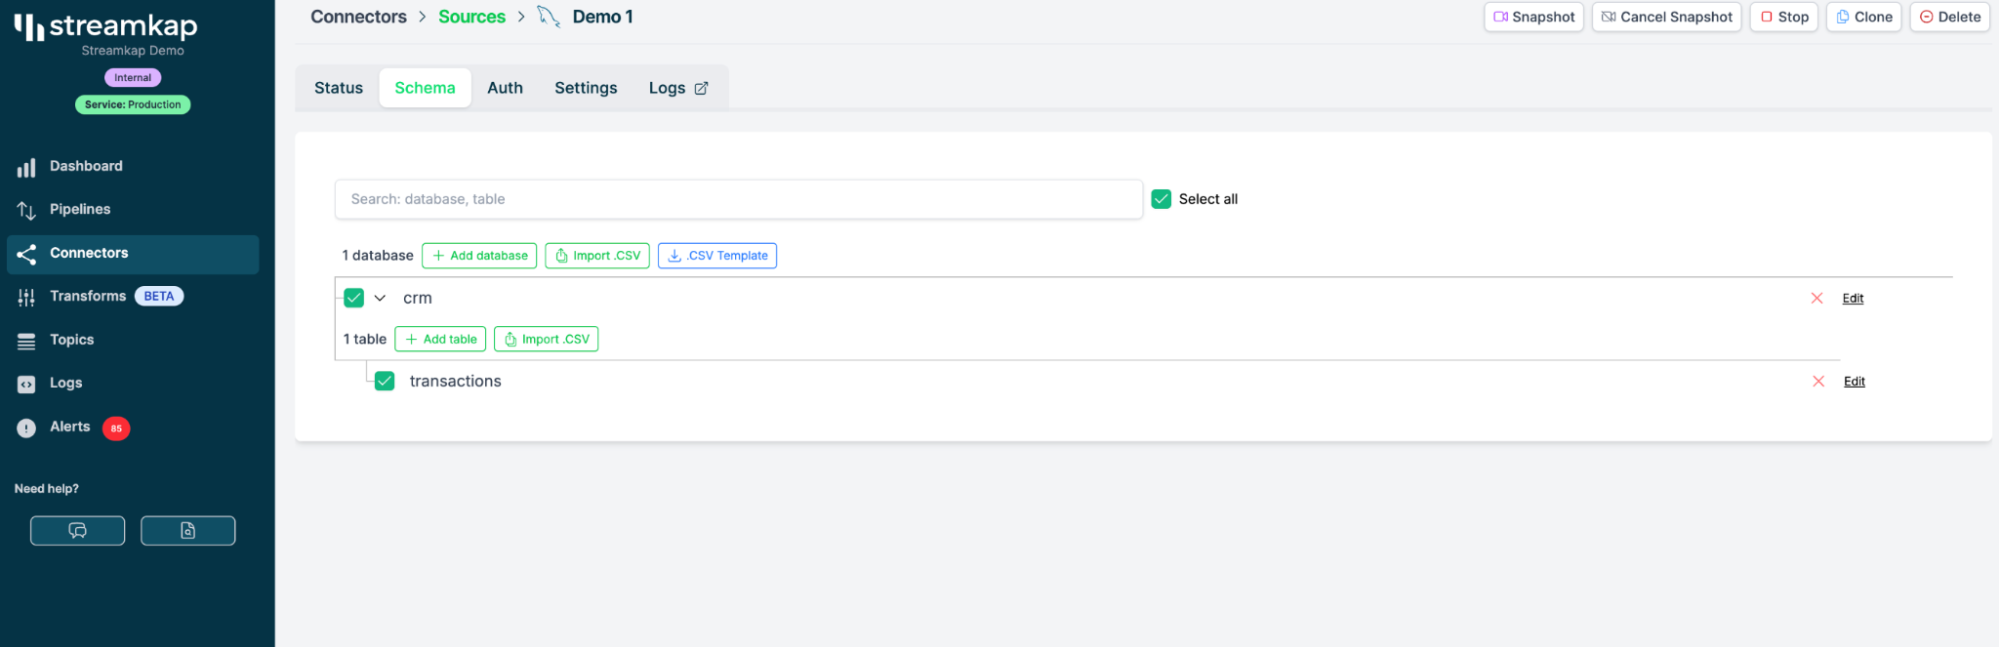 streamkap
Streamkap Demo
Internal
Service: Production
Dashboard
Pipelines
Connectors
Transforms BETA
Topics
Logs
Alerts 85
Need help?
Connectors > Sources > Demo 1
Snapshot Cancel Snapshot Stop Clone Delete
Status Schema Auth Settings Logs
Search: database, table Select all
1 database + Add database Import .CSV .CSV Template
crm Edit
1 table + Add table Import .CSV
transactions Edit